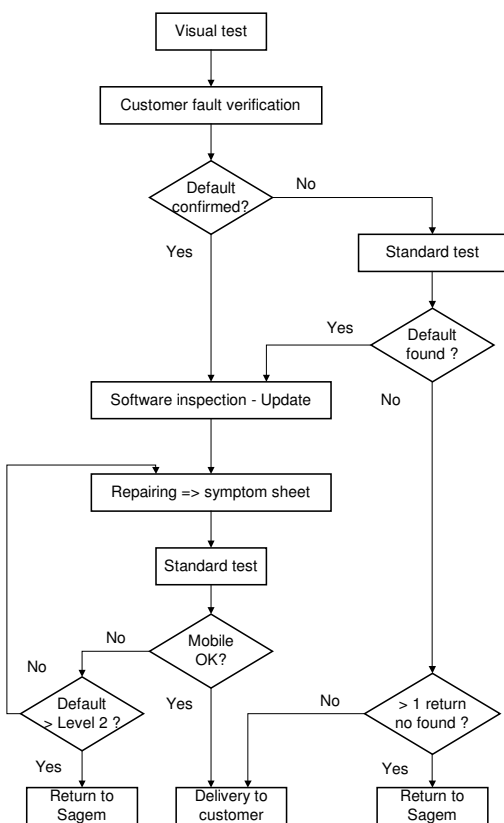 Visual test
Customer fault verification
Default
confirmed?
No
Yes
Standard test
Yes
Default
found ?
No
Software inspection - Update
Repairing => symptom sheet
Standard test
No
Mobile
OK?
No
Yes
Default
> Level 2 ?
No
> 1 return
no found ?
Yes
Yes
Return to
Sagem
Delivery to
customer
Return to
Sagem